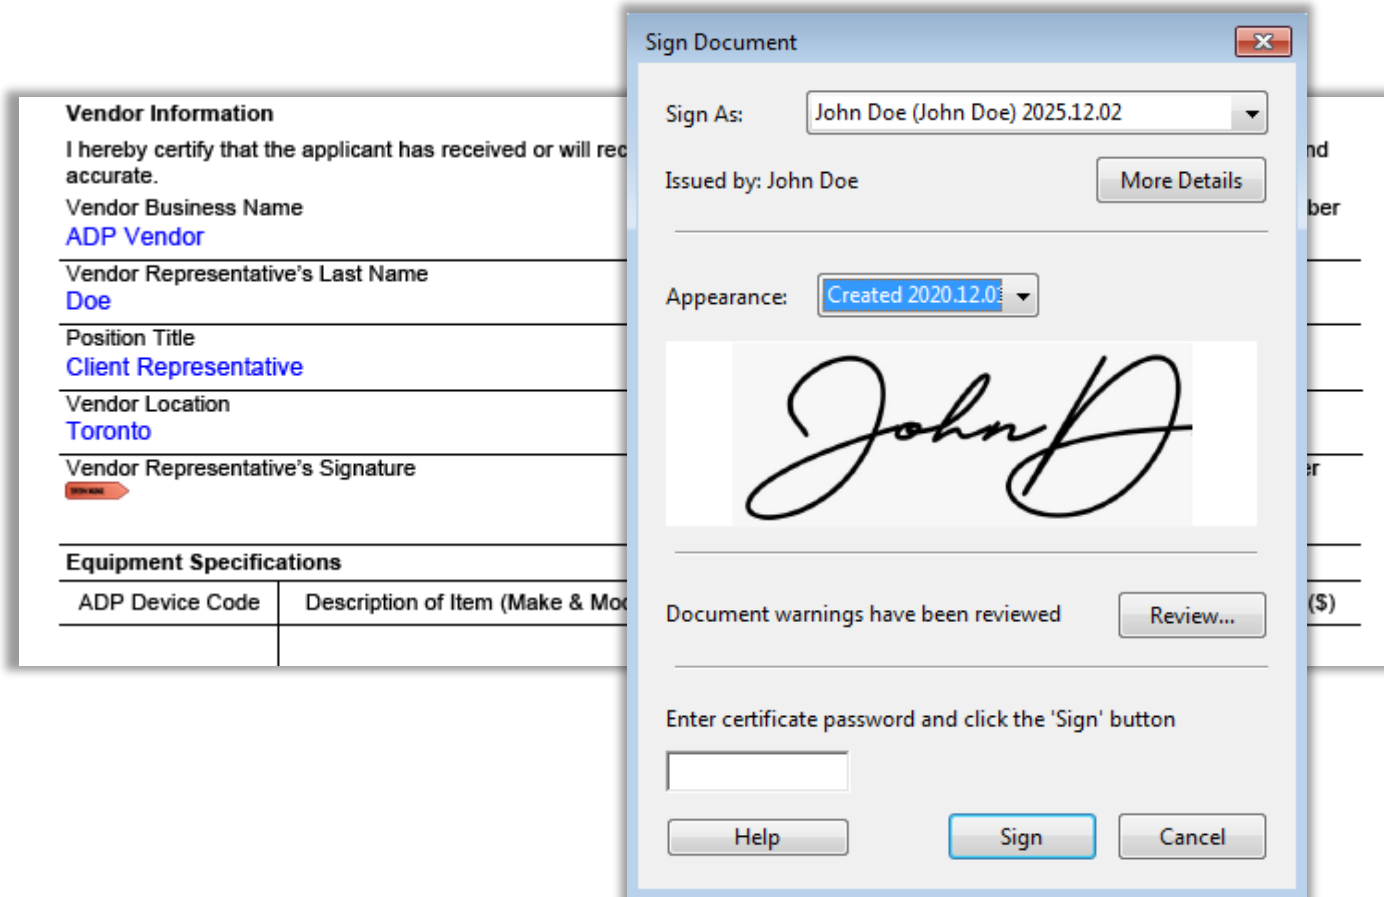 Sign Document
Sign As: John Doe (John Doe) 2025.12.02
Issued by: John Doe More Details
Appearance: Created 2020.12.0
John D
Document warnings have been reviewed Review...
Enter certificate password and click the 'Sign' button
Help Sign Cancel
Vendor Information
I hereby certify that the applicant has received or will rec nd
accurate.
Vendor Business Name ber
ADP Vendor
Vendor Representative's Last Name
Doe
Position Title
Client Representative
Vendor Location
Toronto
Vendor Representative's Signature er
Equipment Specifications
ADP Device Code Description of Item (Make & Mod ($)